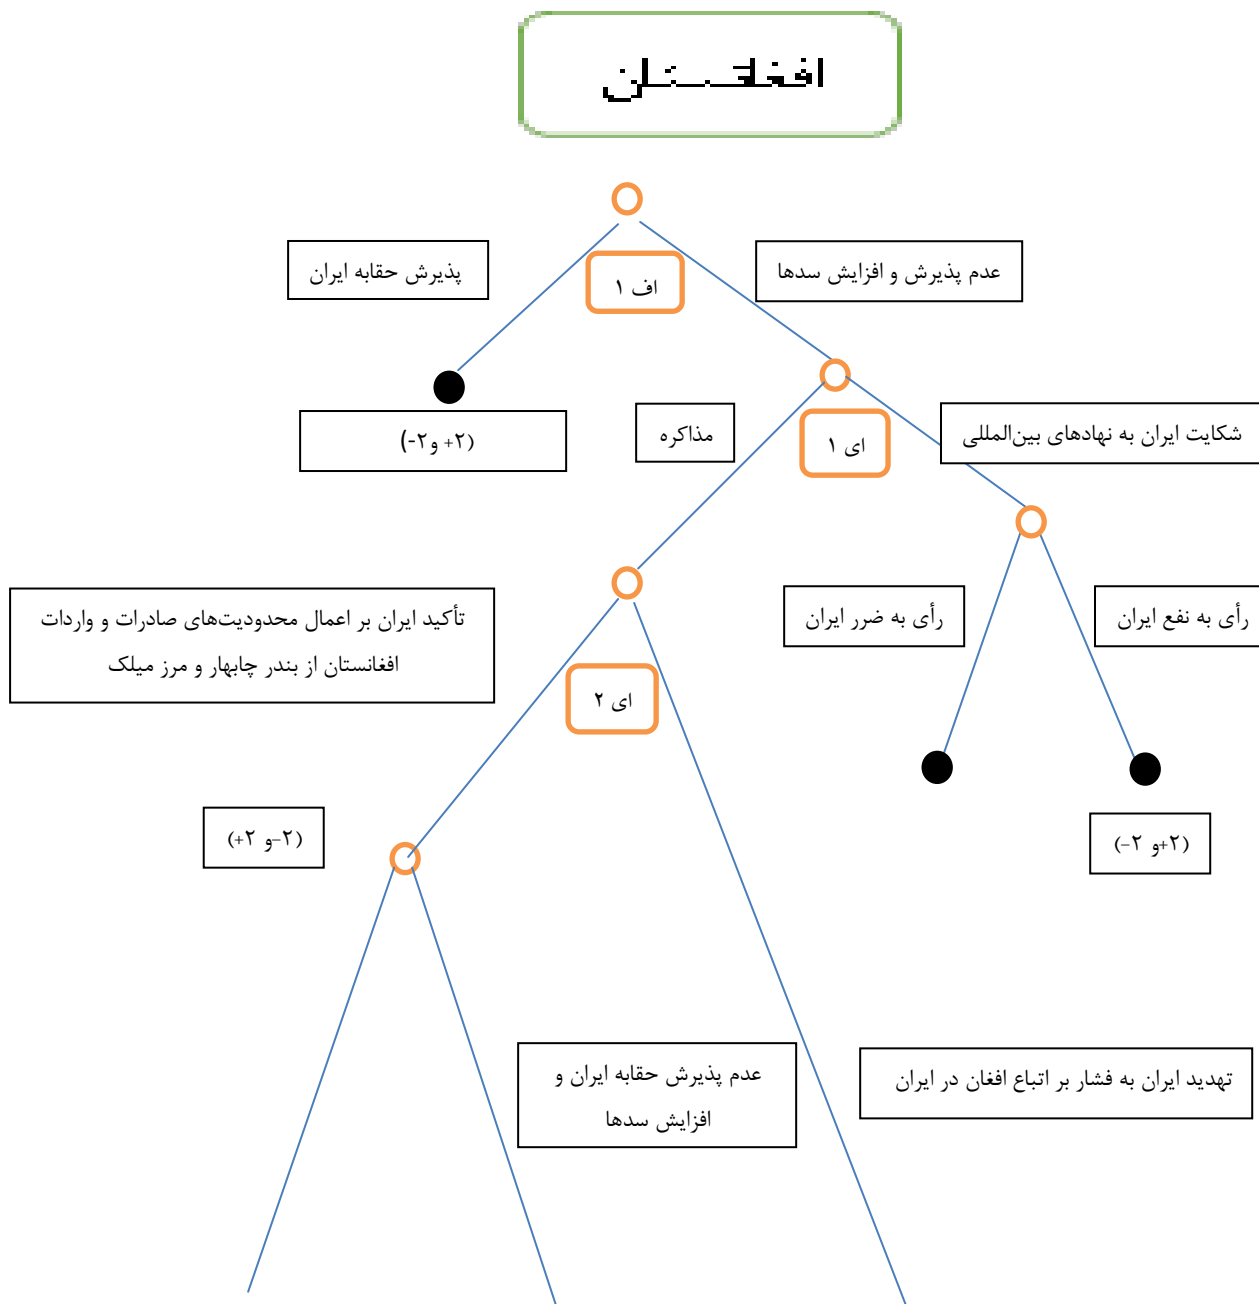 افغانستان
پذیرش حقابه ایران
عدم پذیرش و افزایش سدها
اف ۱
(۲+ و۲-)
مذاکره
ای ۱
شکایت ایران به نهادهای بین‌المللی
تأکید ایران بر اعمال محدودیت‌های صادرات و واردات
افغانستان از بندر چابهار و مرز میلک
رأی به ضرر ایران
رأی به نفع ایران
ای ۲
(۲-و ۲+)
(۲+و ۲-)
عدم پذیرش حقابه ایران و
افزایش سدها
تهدید ایران به فشار بر اتباع افغان در ایران